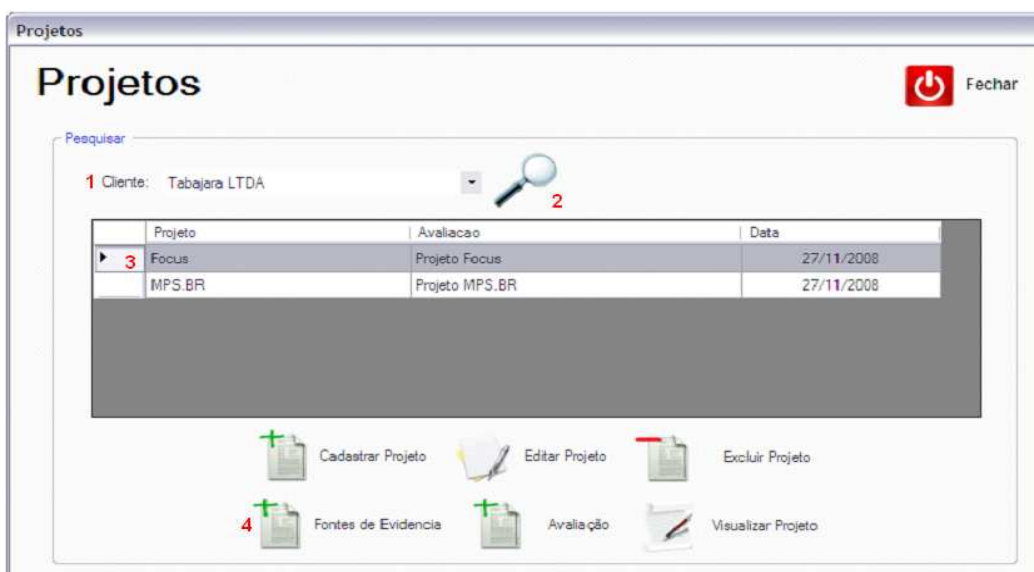 Projetos
Projetos
Fechar
Pesquisar
1 Cliente: Tabajara LTDA
2
Projeto Avaliacao Data
3 Focus Projeto Focus 27/11/2008
MPS.BR Projeto MPS.BR 27/11/2008
Cadastrar Projeto Editar Projeto Excluir Projeto
4 Fontes de Evidencia Avaliação Visualizar Projeto